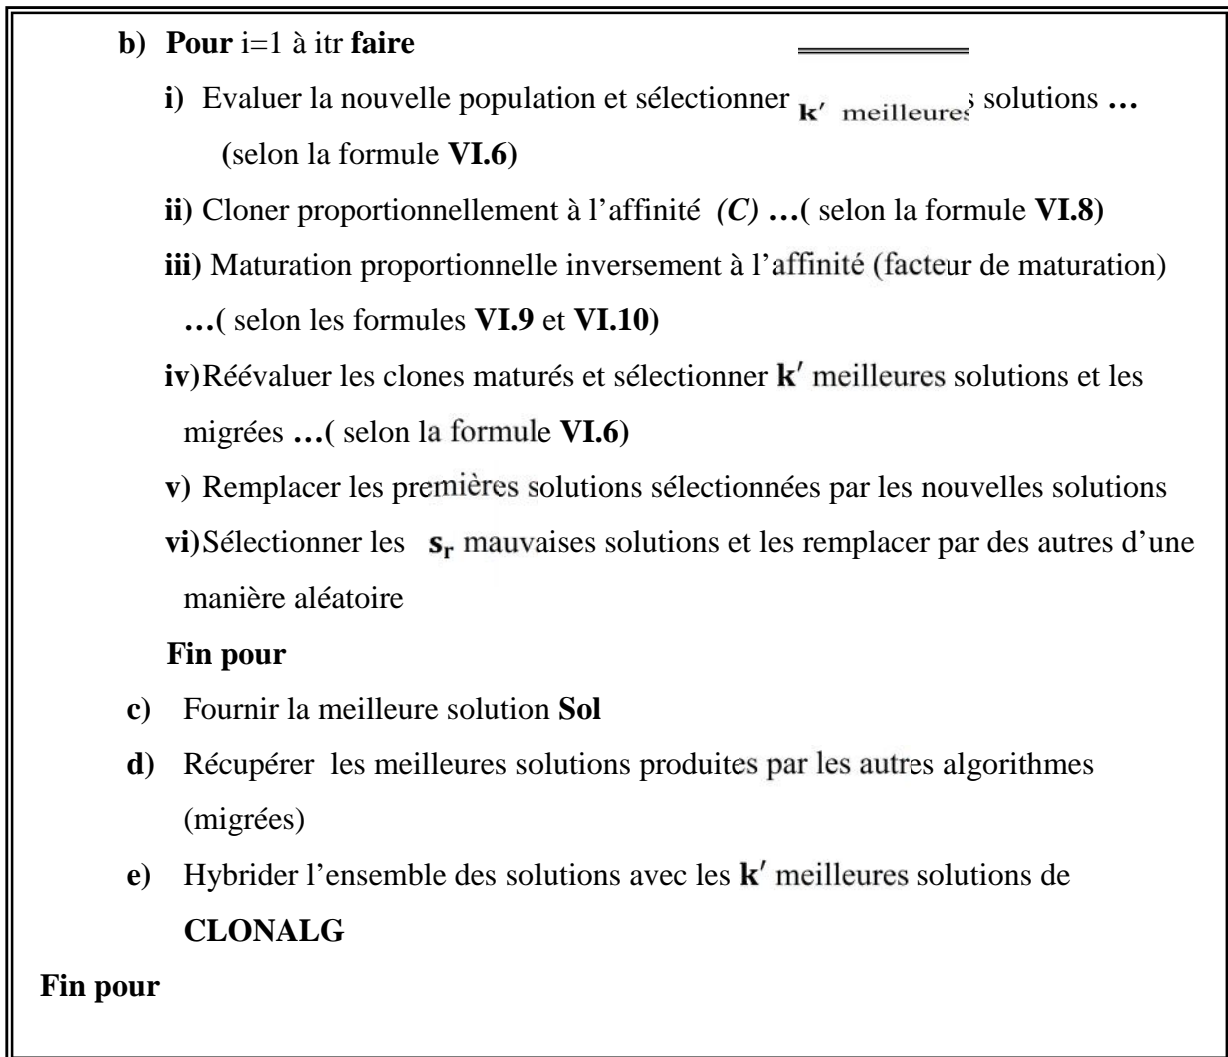 b) Pour i=1 à itr faire
i) Evaluer la nouvelle population et sélectionner k′ meilleures solutions …
(selon la formule VI.6)
ii) Cloner proportionnellement à l’affinité (C) …( selon la formule VI.8)
iii) Maturation proportionnelle inversement à l’affinité (facteur de maturation)
…( selon les formules VI.9 et VI.10)
iv)Réévaluer les clones maturés et sélectionner k′ meilleures solutions et les
migrées …( selon la formule VI.6)
v) Remplacer les premières solutions sélectionnées par les nouvelles solutions
vi)Sélectionner les sr mauvaises solutions et les remplacer par des autres d’une
manière aléatoire
Fin pour
c) Fournir la meilleure solution Sol
d) Récupérer les meilleures solutions produites par les autres algorithmes
(migrées)
e) Hybrider l’ensemble des solutions avec les k′ meilleures solutions de
CLONALG
Fin pour